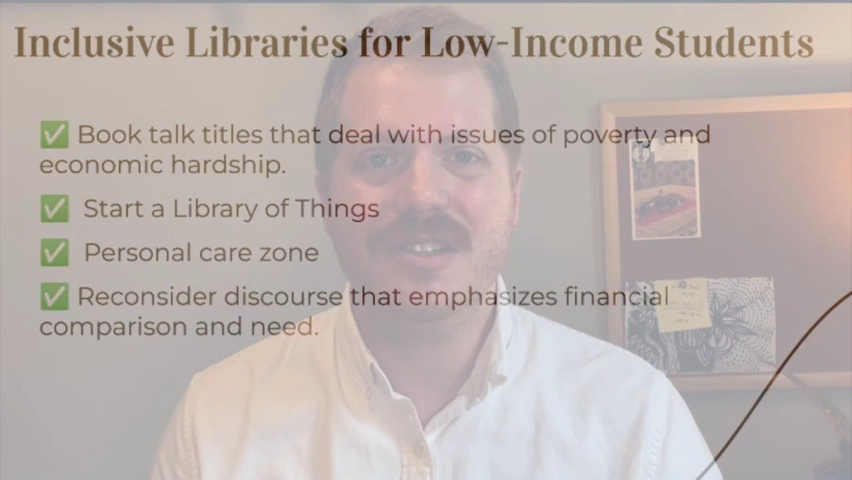 Inclusive Libraries for Low-Income Students
✅ Book talk titles that deal with issues of poverty and
economic hardship.
✅ Start a Library of Things
✅ Personal care zone
✅ Reconsider discourse that emphasizes financial
comparison and need.